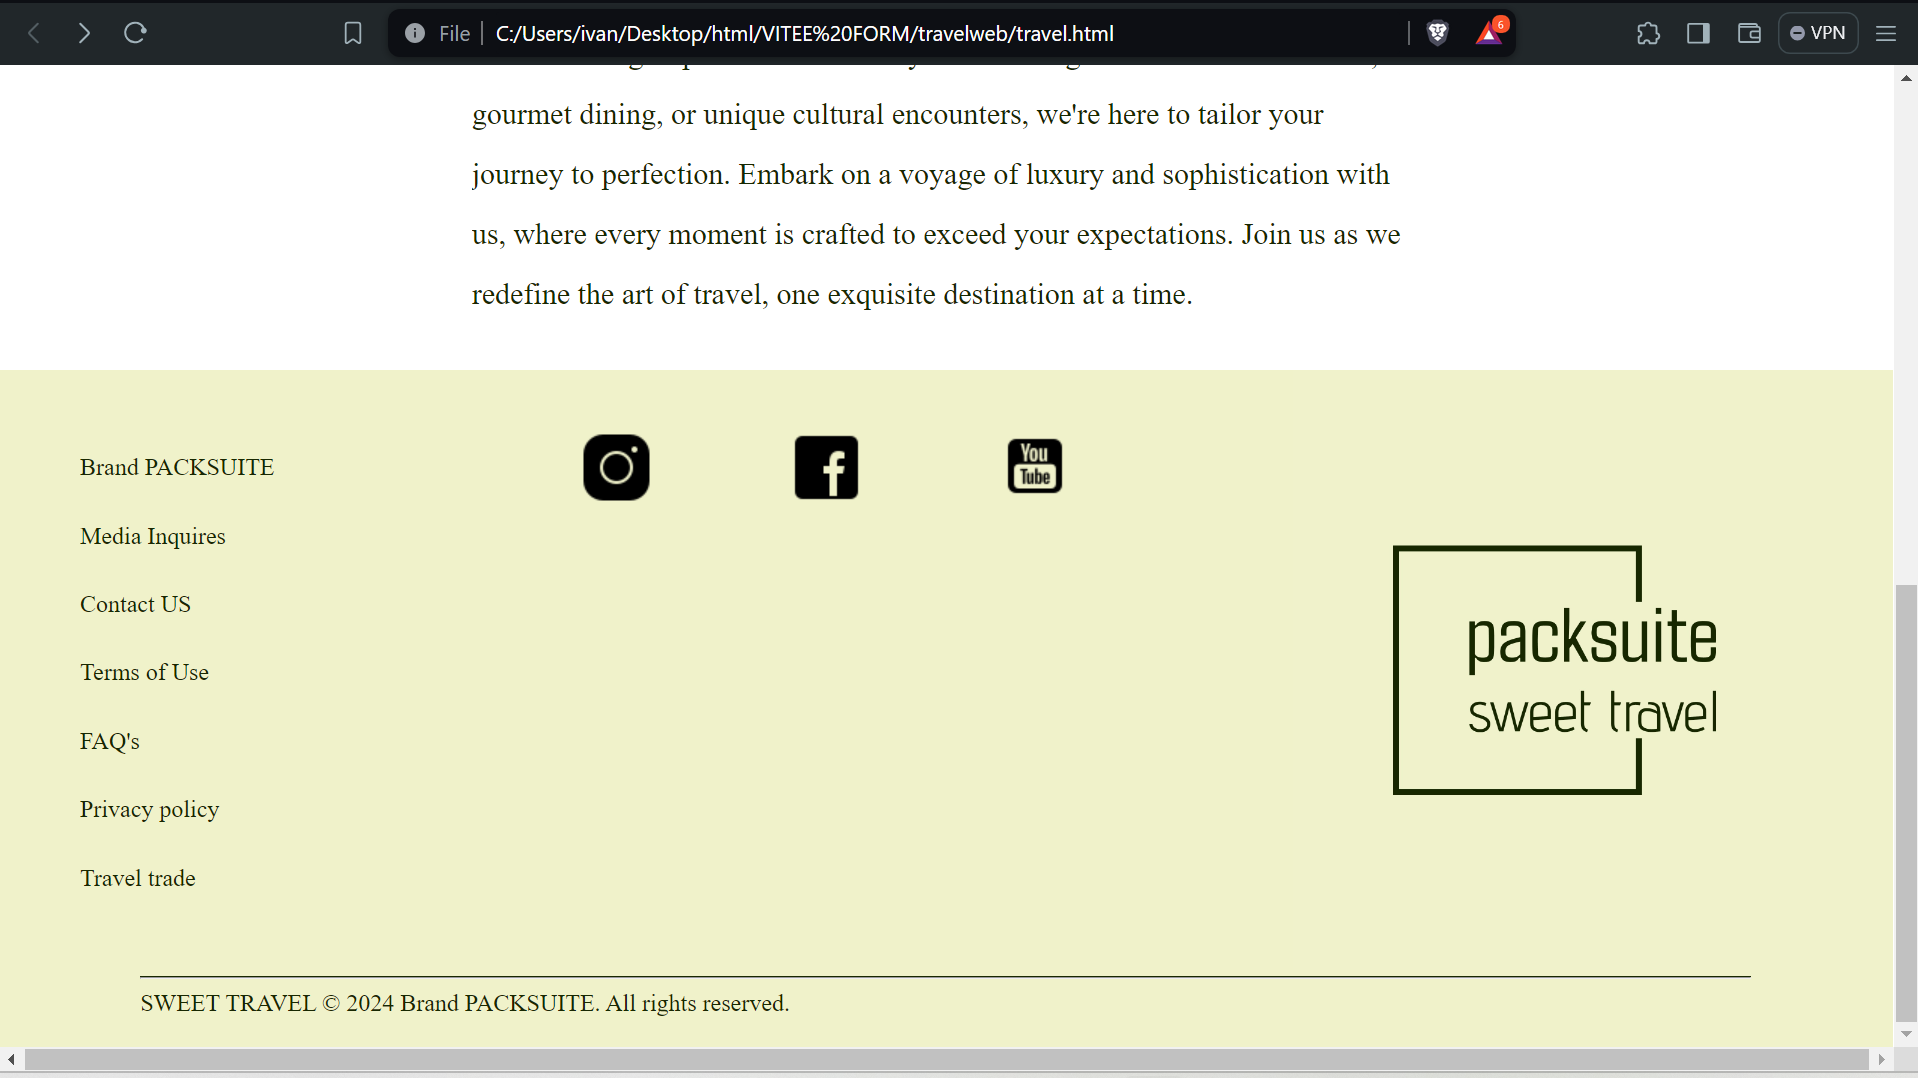 File
C:/Users/ivan/Desktop/html/VITEE%20FORM/travelweb/travel.html
6
VPN
gourmet dining, or unique cultural encounters, we're here to tailor your
journey to perfection. Embark on a voyage of luxury and sophistication with
us, where every moment is crafted to exceed your expectations. Join us as we
redefine the art of travel, one exquisite destination at a time.
Brand PACKSUITE
Media Inquires
Contact US
Terms of Use
FAQ's
Privacy policy
Travel trade
You
Tube
packsuite
sweet travel
SWEET TRAVEL © 2024 Brand PACKSUITE. All rights reserved.